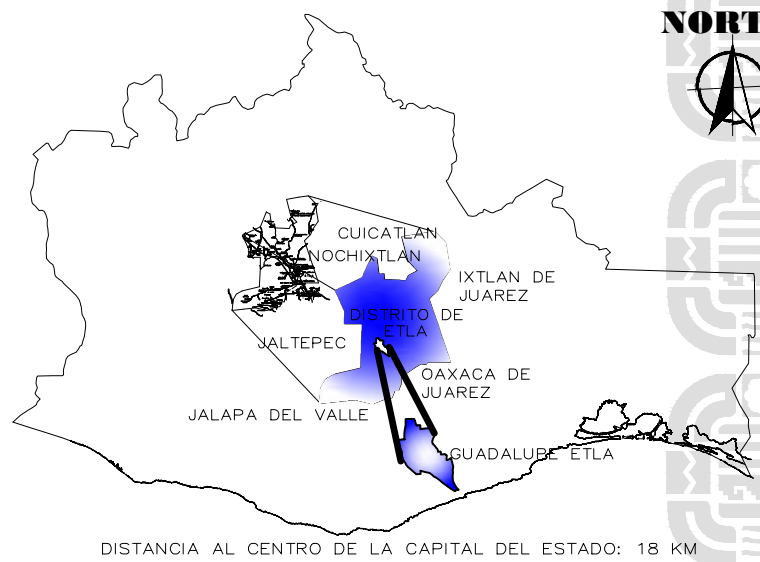 NORT
CUICATLAN
NOCHIXTLAN
IXTLAN DE
JUAREZ
DISTRITO DE
ETLA
JALTEPEC
OAXACA DE
JUAREZ
JALAPA DEL VALLE
GUADALUPE ETLA
DISTANCIA AL CENTRO DE LA CAPITAL DEL ESTADO: 18 KM